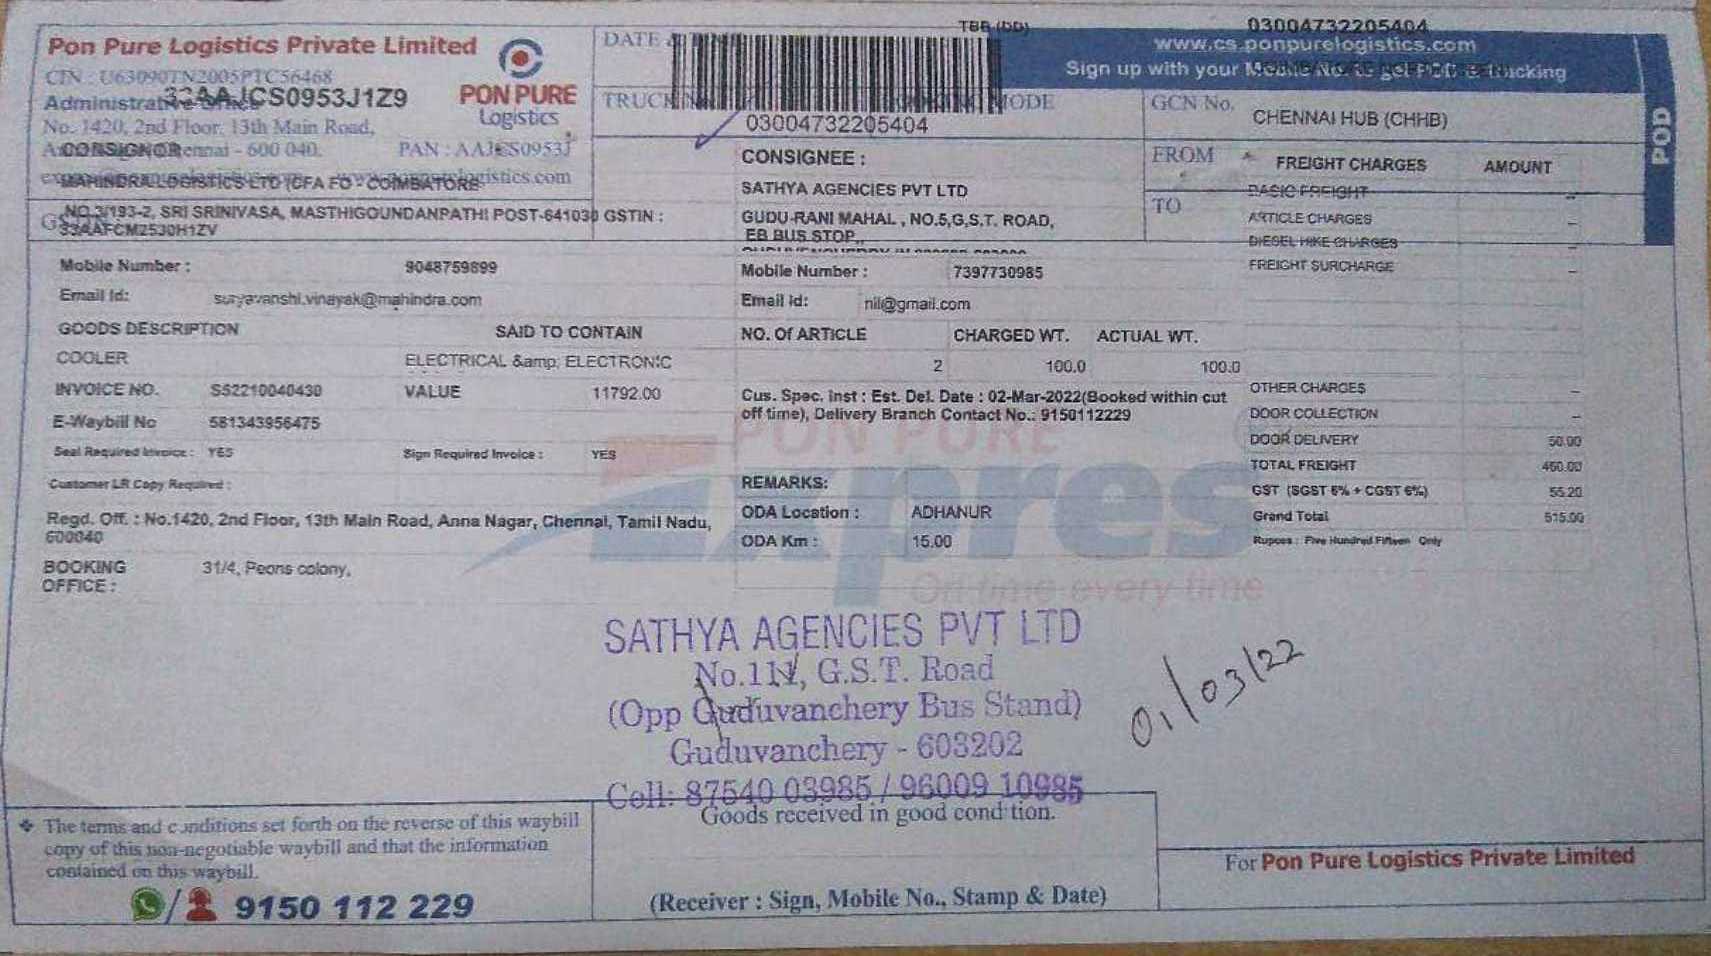 TBB (DD)
03004732205404
Pon Pure Logistics Private Limited
DATE &
www.cs.ponpurelogistics.com
CIN : U63090TN2005PTC56468
Sign up with your
33AAJCS0953J1Z9
PON PURE
Logistics
TRUCK
MODE
GCN No.
CHENNAI HUB (CHHB)
POD
No. 1420, 2nd Floor, 13th Main Road,
03004732205404
CONSIGNOR
Chennai - 600 040.
PAN : AAJCS0953J
CONSIGNEE :
FROM
FREIGHT CHARGES
AMOUNT
MAHINDRA LOGISTICS LTD (CFA FO - COIMBATORE
SATHYA AGENCIES PVT LTD
BASIC FREIGHT
TO
NO.3/193-2, SRI SRINIVASA, MASTHIGOUNDANPATHI POST-641030 GSTIN :
33AAFCM2530H1ZV
GUDU-RANI MAHAL , NO.5,G.S.T. ROAD,
EB BUS STOP,,
ARTICLE CHARGES –
DIESEL HIKE CHARGES –
Mobile Number : 9048759899
Mobile Number : 7397730985
FREIGHT SURCHARGE –
Email Id: suryavanshi.vinayak@mahindra.com
Email Id: nil@gmail.com
GOODS DESCRIPTION
SAID TO CONTAIN
NO. Of ARTICLE
CHARGED WT.
ACTUAL WT.
COOLER
ELECTRICAL &amp; ELECTRONIC
2
100.0
100.0
INVOICE NO. S52210040430
VALUE 11792.00
Cus. Spec. Inst : Est. Del. Date : 02-Mar-2022(Booked within cut
off time), Delivery Branch Contact No.: 9150112229
OTHER CHARGES –
DOOR COLLECTION –
E-Waybill No 581343956475
DOOR DELIVERY 50.00
Seal Required Invoice : YES
Sign Required Invoice : YES
PON PURE
Express
On-time every time
TOTAL FREIGHT 460.00
Customer LR Copy Required :
REMARKS:
GST (SGST 6% + CGST 6%) 55.20
Regd. Off. : No.1420, 2nd Floor, 13th Main Road, Anna Nagar, Chennai, Tamil Nadu,
600040
ODA Location : ADHANUR
Grand Total 515.00
ODA Km : 15.00
Rupees : Five Hundred Fifteen Only
BOOKING
OFFICE :
31/4, Peons colony,
SATHYA AGENCIES PVT LTD
No.111, G.S.T. Road
(Opp Guduvanchery Bus Stand)
Guduvanchery - 603202
Cell: 87540 03985 / 96009 10985
01/03/22
Goods received in good condition.
❖ The terms and conditions set forth on the reverse of this waybill
copy of this non-negotiable waybill and that the information
contained on this waybill.
For Pon Pure Logistics Private Limited
9150 112 229
(Receiver : Sign, Mobile No., Stamp & Date)